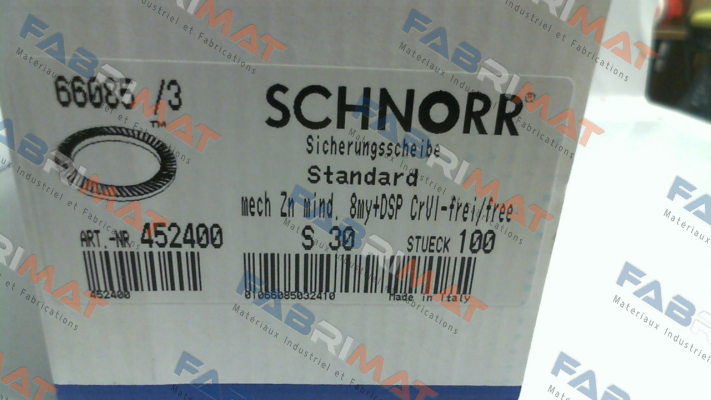 66085 /3
SCHNORR®
™
Sicherungsscheibe
Standard
mech Zn mind. 8my+DSP CrVI-frei/free
ART.-NR 452400
S 30
STUECK 100
452400
01066085032410
Made in Italy
FABRIMAT
Matériaux Industriel et Fabrications